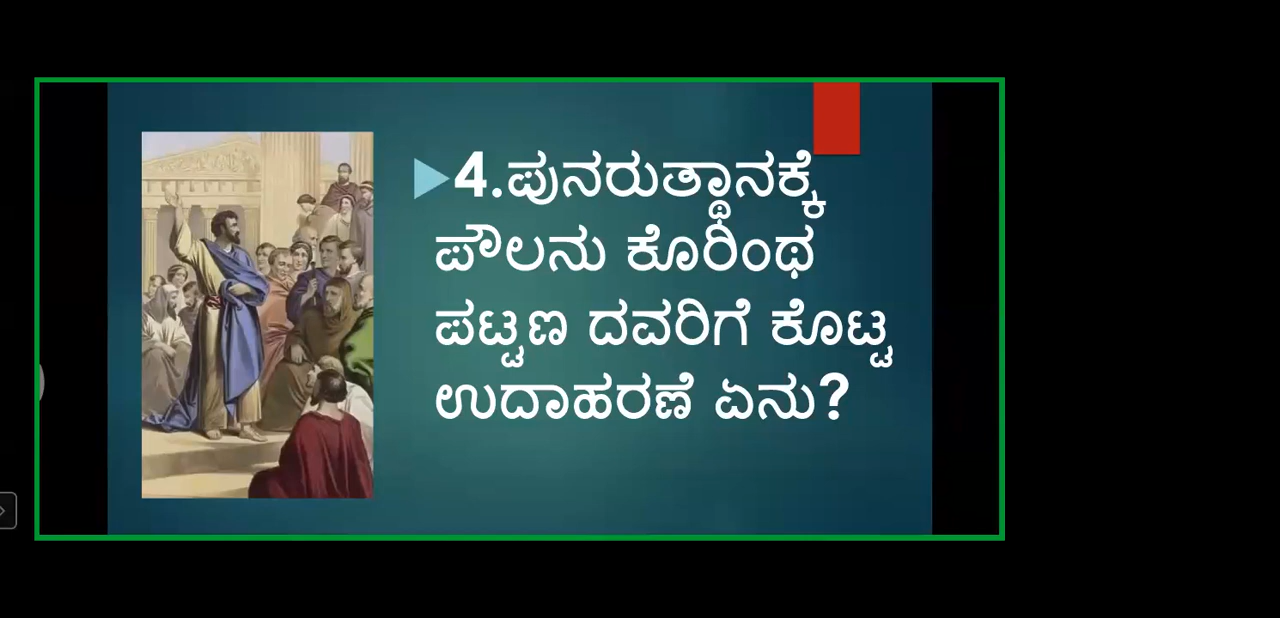 4.ಪುನರುತ್ಥಾನಕ್ಕೆ
ಪೌಲನು ಕೊರಿಂಥ
ಪಟ್ಟಣ ದವರಿಗೆ ಕೊಟ್ಟ
ಉದಾಹರಣೆ ಏನು?